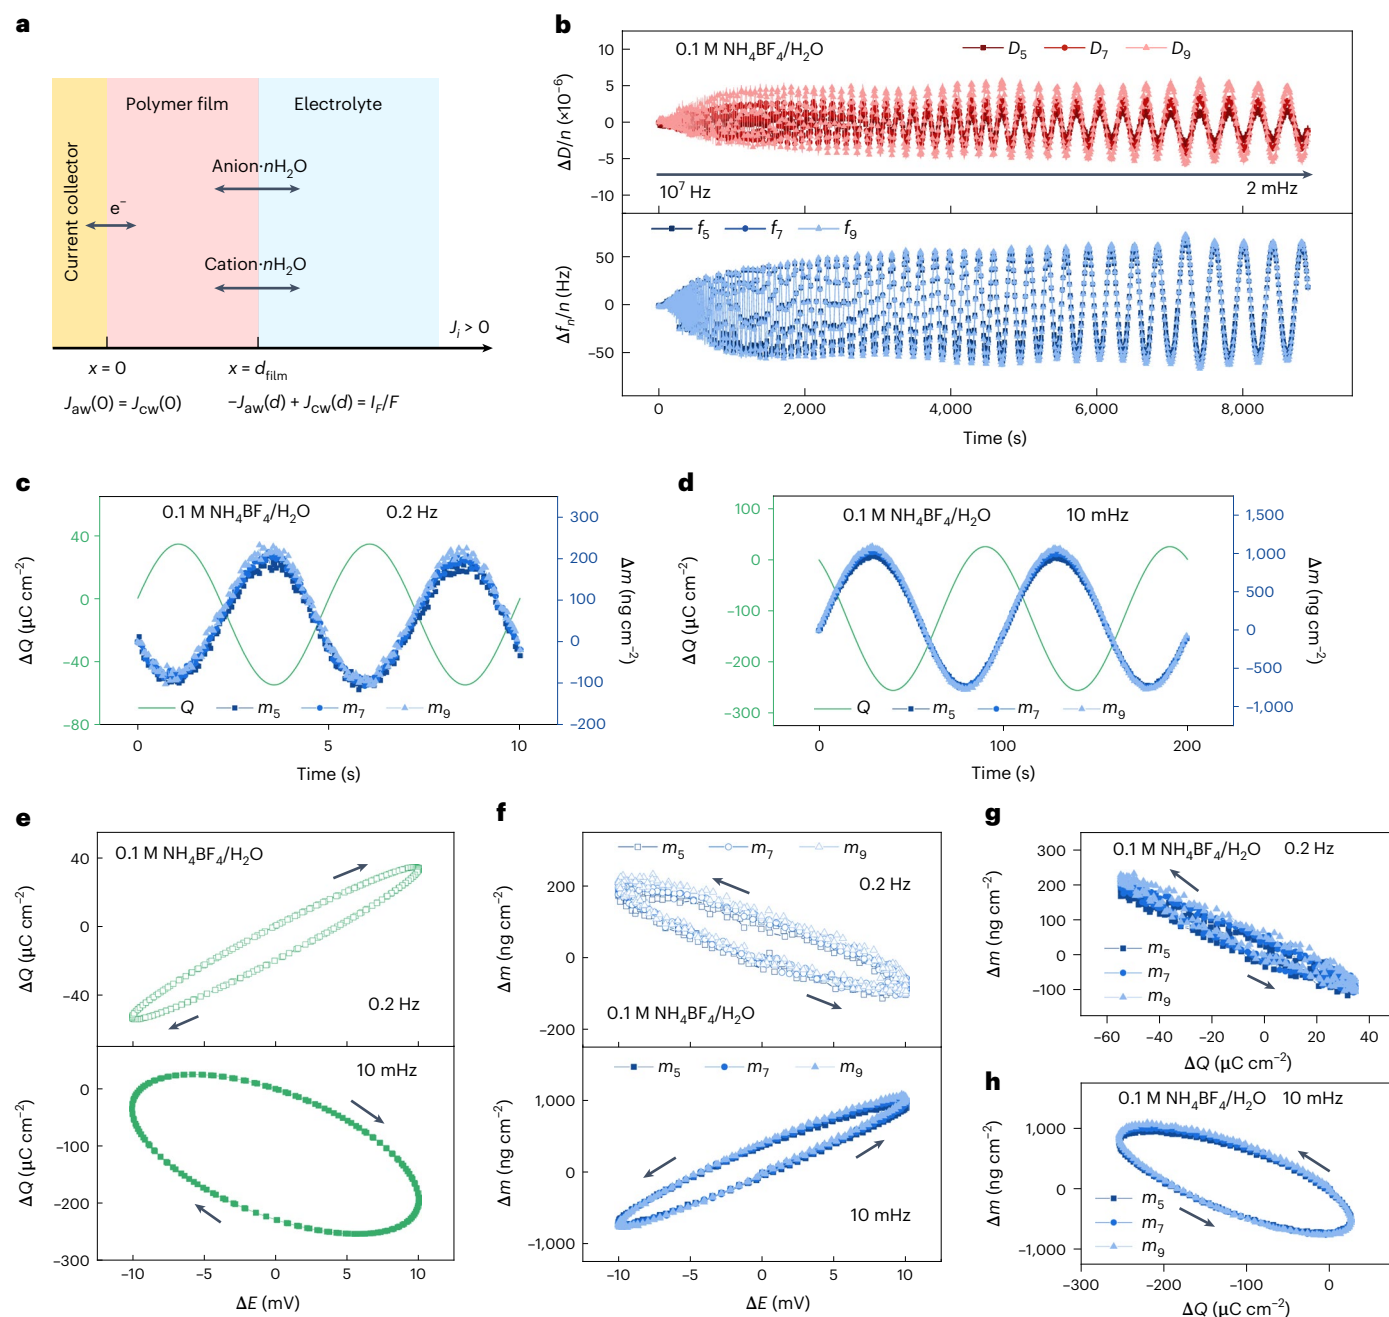 a
Polymer film
Electrolyte
Current collector
Anion·nH₂O
e⁻
Cation·nH₂O
Jᵢ > 0
x = 0
x = d_film
J_aw(0) = J_cw(0)
−J_aw(d) + J_cw(d) = I_F/F
b
0.1 M NH₄BF₄/H₂O
D₅ D₇ D₉
ΔD/n (×10⁻⁶)
10
5
0
−5
−10
10⁷ Hz
2 mHz
f₅ f₇ f₉
Δfₙ/n (Hz)
50
0
−50
0 2,000 4,000 6,000 8,000
Time (s)
c
0.1 M NH₄BF₄/H₂O 0.2 Hz
ΔQ (μC cm⁻²)
40
0
−40
−80
300
200
100
0
−100
−200
Δm (ng cm⁻²)
Q m₅ m₇ m₉
0 5 10
Time (s)
d
0.1 M NH₄BF₄/H₂O 10 mHz
ΔQ (μC cm⁻²)
100
0
−100
−200
−300
1,500
1,000
500
0
−500
−1,000
Δm (ng cm⁻²)
Q m₅ m₇ m₉
0 100 200
Time (s)
e
0.1 M NH₄BF₄/H₂O
ΔQ (μC cm⁻²)
40
0
−40
0.2 Hz
10 mHz
ΔQ (μC cm⁻²)
0
−100
−200
−300
−10 −5 0 5 10
ΔE (mV)
f
m₅ m₇ m₉
0.2 Hz
Δm (ng cm⁻²)
200
0
−200
0.1 M NH₄BF₄/H₂O
m₅ m₇ m₉
Δm (ng cm⁻²)
1,000
0
−1,000
10 mHz
−10 −5 0 5 10
ΔE (mV)
g
0.1 M NH₄BF₄/H₂O 0.2 Hz
Δm (ng cm⁻²)
300
200
100
0
−100
m₅
m₇
m₉
−60 −40 −20 0 20 40
ΔQ (μC cm⁻²)
h
0.1 M NH₄BF₄/H₂O 10 mHz
Δm (ng cm⁻²)
1,000
0
−1,000
m₅
m₇
m₉
−300 −200 −100 0
ΔQ (μC cm⁻²)